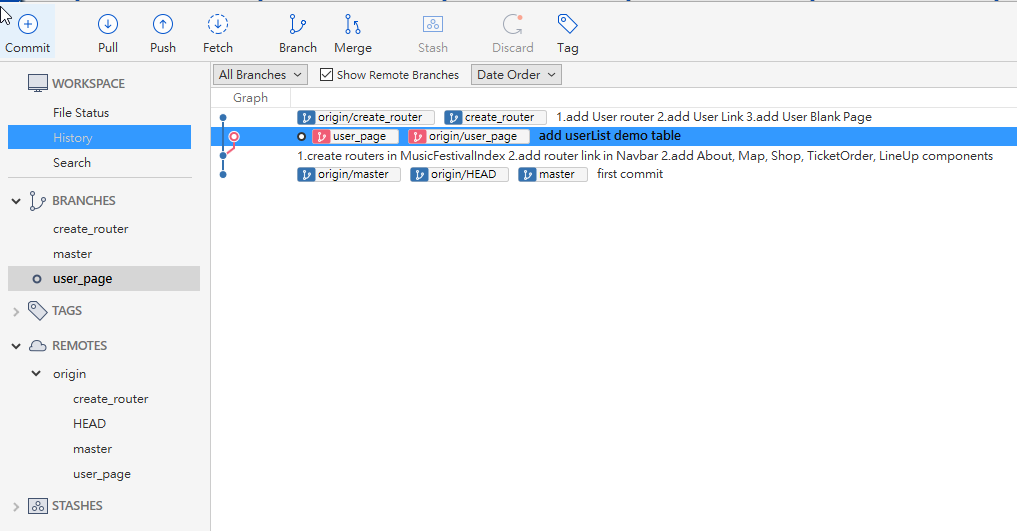 Commit Pull Push Fetch Branch Merge Stash Discard Tag
WORKSPACE
File Status
History
Search
BRANCHES
create_router
master
user_page
TAGS
REMOTES
origin
create_router
HEAD
master
user_page
STASHES
All Branches Show Remote Branches Date Order
Graph
origin/create_router create_router 1.add User router 2.add User Link 3.add User Blank Page
user_page origin/user_page add userList demo table
1.create routers in MusicFestivalIndex 2.add router link in Navbar 2.add About, Map, Shop, TicketOrder, LineUp components
origin/master origin/HEAD master first commit